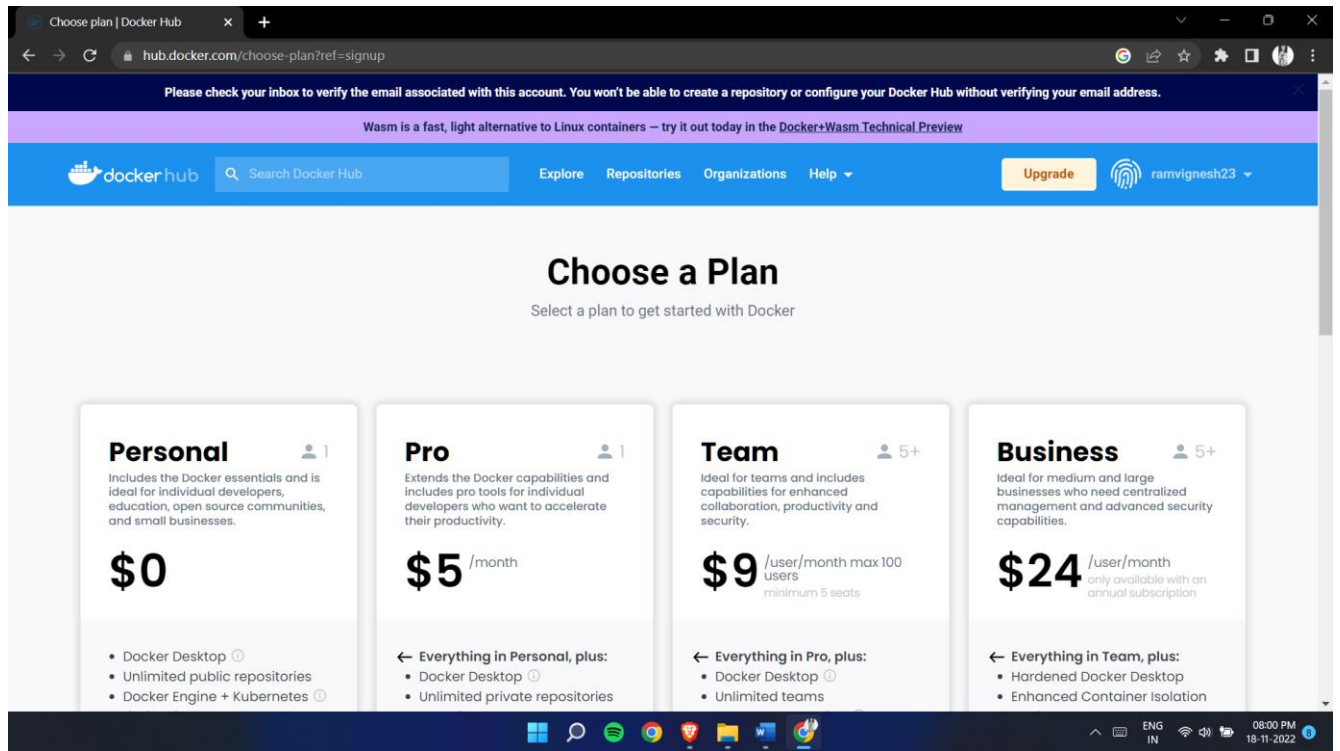 Choose plan | Docker Hub
hub.docker.com/choose-plan?ref=signup
Please check your inbox to verify the email associated with this account. You won't be able to create a repository or configure your Docker Hub without verifying your email address.
Wasm is a fast, light alternative to Linux containers — try it out today in the Docker+Wasm Technical Preview
dockerhub
Search Docker Hub
Explore Repositories Organizations Help
Upgrade
ramvignesh23
Choose a Plan
Select a plan to get started with Docker
Personal 1
Includes the Docker essentials and is
ideal for individual developers,
education, open source communities,
and small businesses.
$0
• Docker Desktop
• Unlimited public repositories
• Docker Engine + Kubernetes
Pro 1
Extends the Docker capabilities and
includes pro tools for individual
developers who want to accelerate
their productivity.
$5 /month
← Everything in Personal, plus:
• Docker Desktop
• Unlimited private repositories
Team 5+
Ideal for teams and includes
capabilities for enhanced
collaboration, productivity and
security.
$9 /user/month max 100
users
minimum 5 seats
← Everything in Pro, plus:
• Docker Desktop
• Unlimited teams
Business 5+
Ideal for medium and large
businesses who need centralized
management and advanced security
capabilities.
$24 /user/month
only available with an
annual subscription
← Everything in Team, plus:
• Hardened Docker Desktop
• Enhanced Container Isolation
ENG
IN
08:00 PM
18-11-2022
8